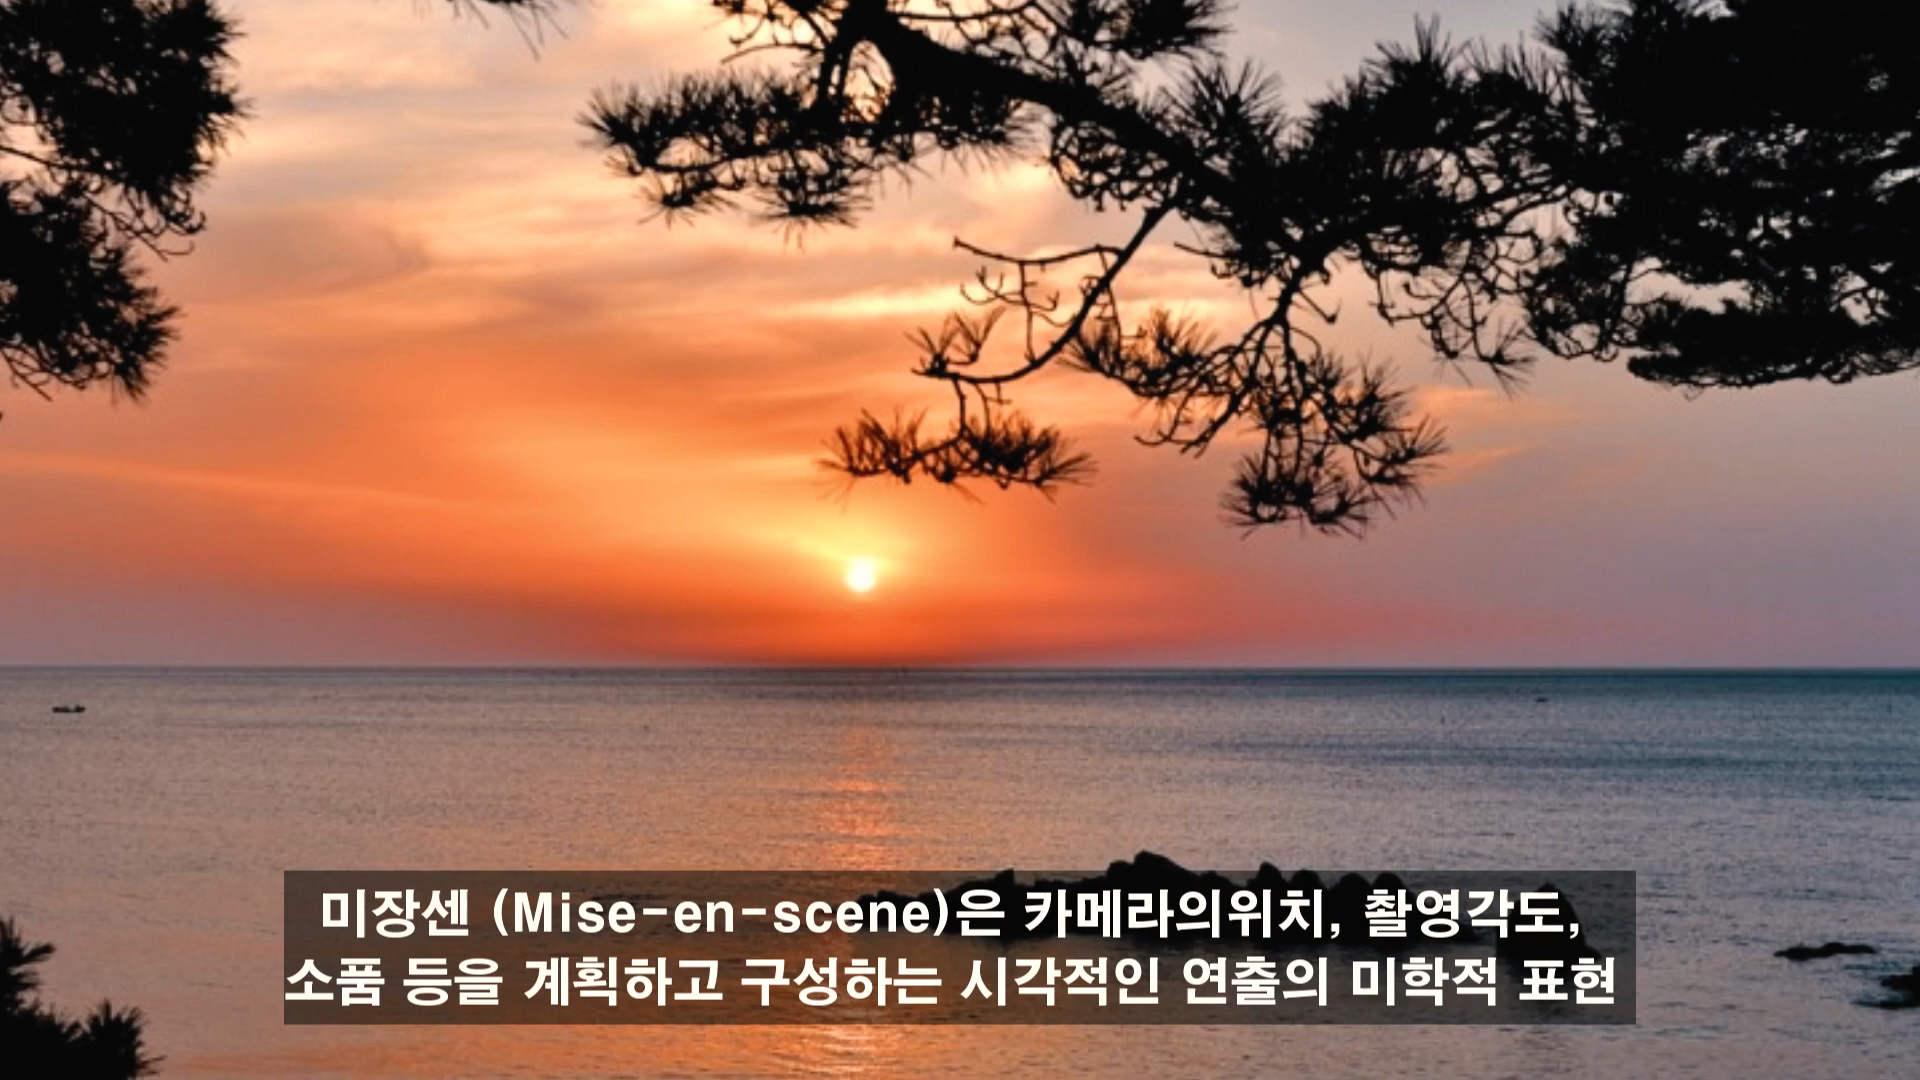 미장센 (Mise-en-scene)은 카메라의위치, 촬영각도,
소품 등을 계획하고 구성하는 시각적인 연출의 미학적 표현